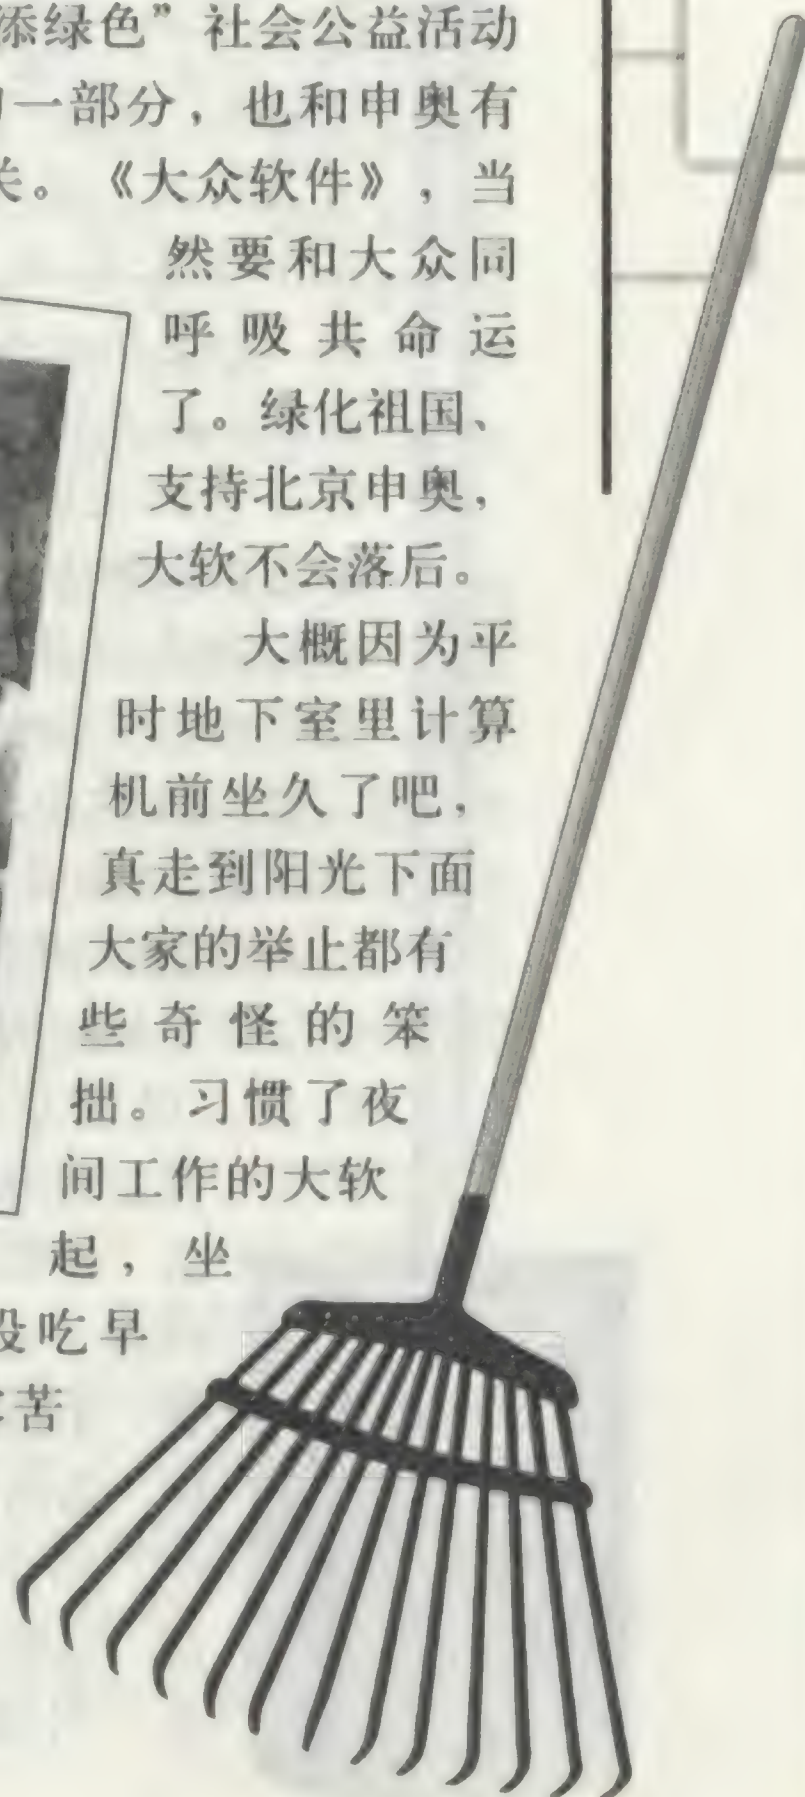 添绿色”社会公益活动
一部分，也和申奥有
关。《大众软件》，当
然要和大众同
呼吸共命运
了。绿化祖国、
支持北京申奥，
大软不会落后。
大概因为平
时地下室里计算
机前坐久了吧，
真走到阳光下面
大家的举止都有
些奇怪的笨
拙。习惯了夜
间工作的大软
起，坐
没吃早
苦